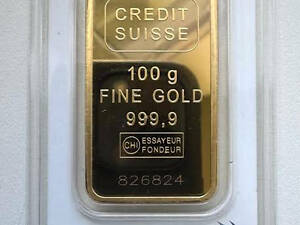 CREDIT
SUISSE
100 g
FINE GOLD
999,9
CHI ESSAYEUR
FONDEUR
826824